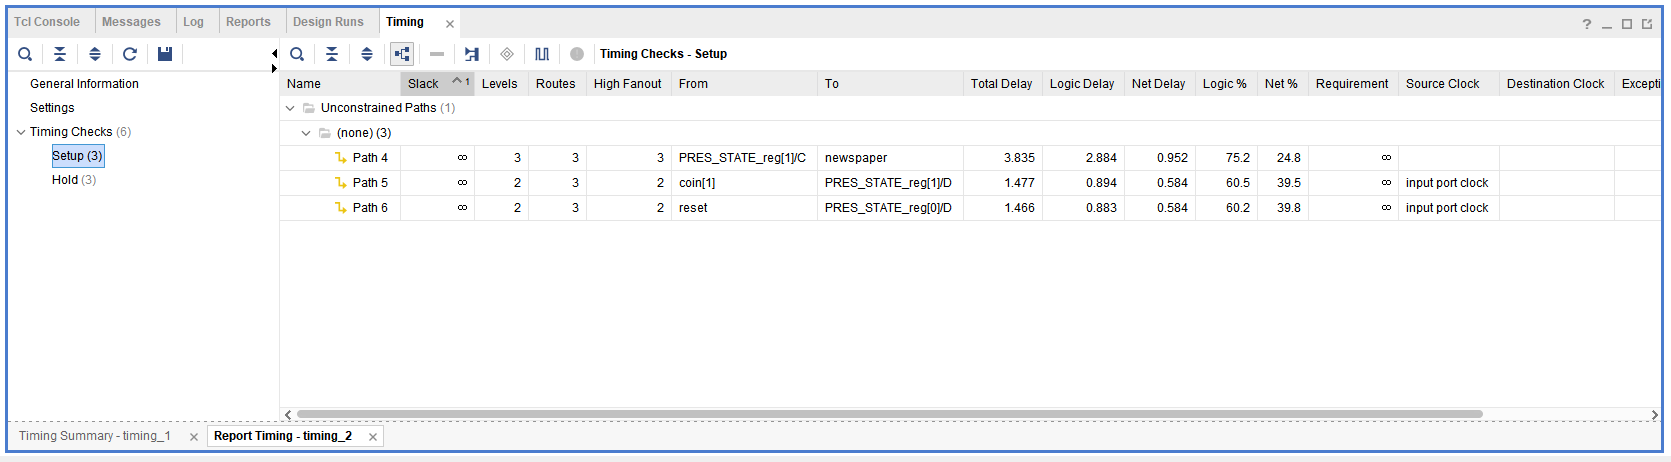 Tcl Console Messages Log Reports Design Runs Timing
Timing Checks - Setup
General Information
Settings
Timing Checks (6)
Setup (3)
Hold (3)
Name Slack 1 Levels Routes High Fanout From To Total Delay Logic Delay Net Delay Logic % Net % Requirement Source Clock Destination Clock Excepti
Unconstrained Paths (1)
(none) (3)
Path 4 ∞ 3 3 3 PRES_STATE_reg[1]/C newspaper 3.835 2.884 0.952 75.2 24.8 ∞
Path 5 ∞ 2 3 2 coin[1] PRES_STATE_reg[1]/D 1.477 0.894 0.584 60.5 39.5 ∞ input port clock
Path 6 ∞ 2 3 2 reset PRES_STATE_reg[0]/D 1.466 0.883 0.584 60.2 39.8 ∞ input port clock
Timing Summary - timing_1 Report Timing - timing_2